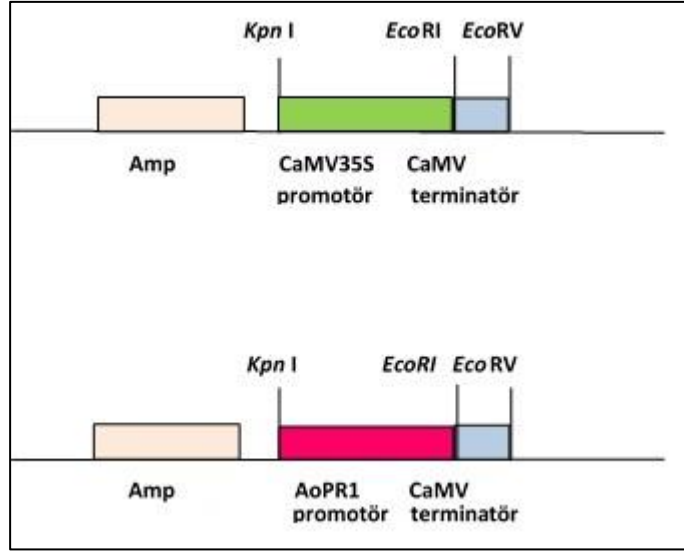 Kpn I EcoRI EcoRV
Amp CaMV35S CaMV
promotör terminatör
Kpn I EcoRI Eco RV
Amp AoPR1 CaMV
promotör terminatör